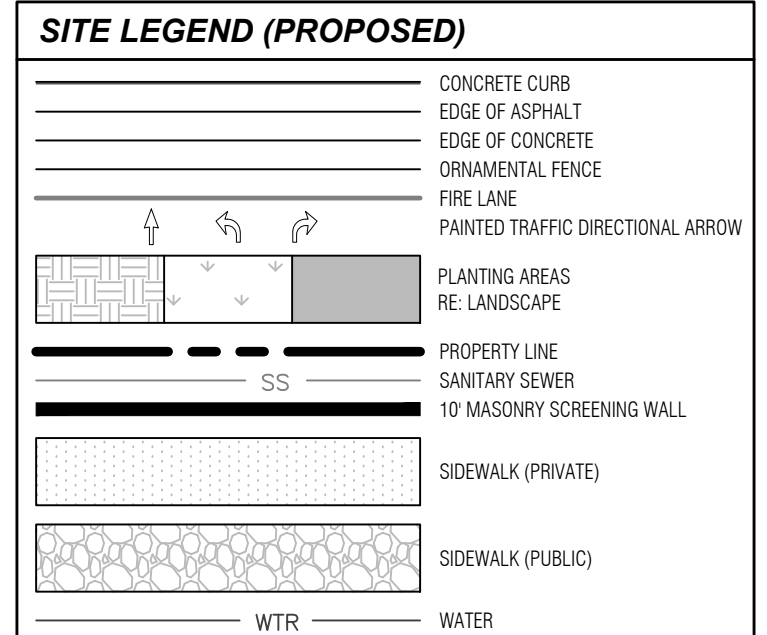 SITE LEGEND (PROPOSED)
CONCRETE CURB
EDGE OF ASPHALT
EDGE OF CONCRETE
ORNAMENTAL FENCE
FIRE LANE
PAINTED TRAFFIC DIRECTIONAL ARROW
PLANTING AREAS
RE: LANDSCAPE
PROPERTY LINE
SS SANITARY SEWER
10' MASONRY SCREENING WALL
SIDEWALK (PRIVATE)
SIDEWALK (PUBLIC)
WTR WATER